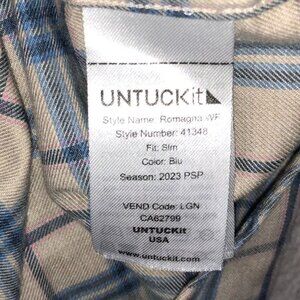 UNTUCKit
Style Name: Romagna WF
Style Number: 41348
Fit: Slm
Color: Blu
Season: 2023 PSP
VEND Code: LGN
CA62799
UNTUCKit
USA
www.untuckit.com